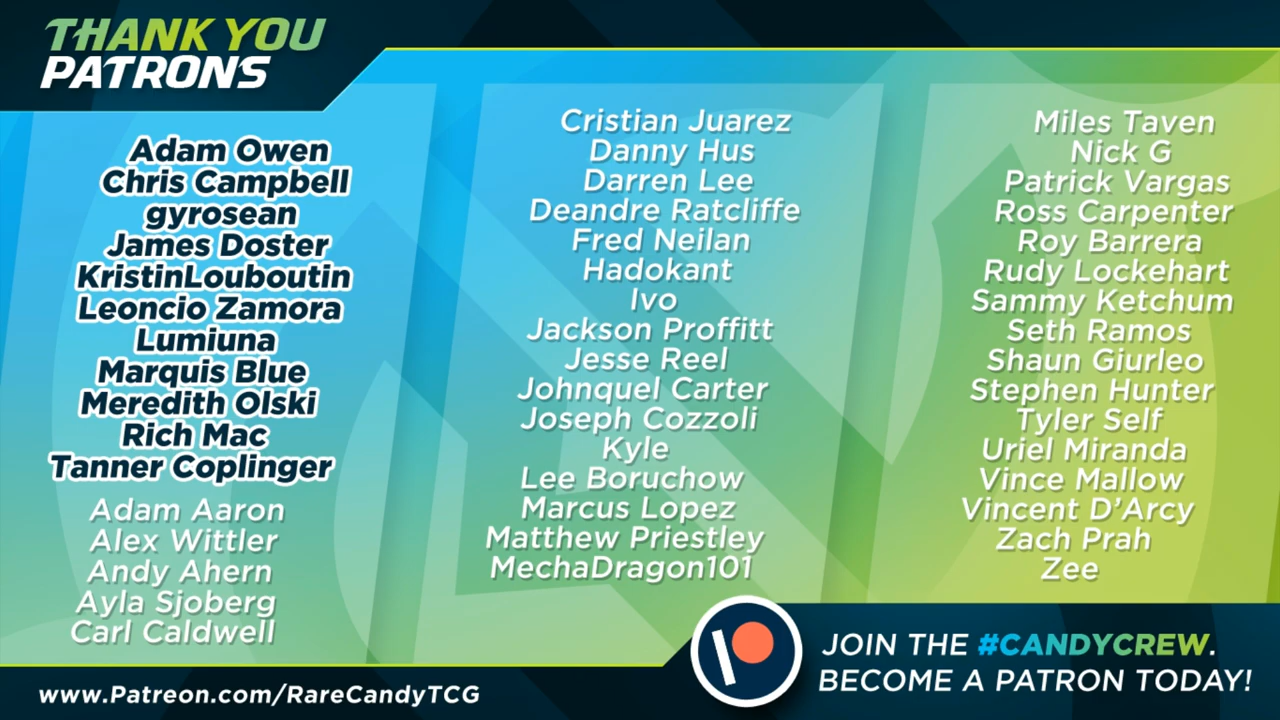 THANK YOU
PATRONS
Adam Owen
Chris Campbell
gyrosean
James Doster
KristinLouboutin
Leoncio Zamora
Lumiuna
Marquis Blue
Meredith Olski
Rich Mac
Tanner Coplinger
Adam Aaron
Alex Wittler
Andy Ahern
Ayla Sjoberg
Carl Caldwell
Cristian Juarez
Danny Hus
Darren Lee
Deandre Ratcliffe
Fred Neilan
Hadokant
Ivo
Jackson Proffitt
Jesse Reel
Johnquel Carter
Joseph Cozzoli
Kyle
Lee Boruchow
Marcus Lopez
Matthew Priestley
MechaDragon101
Miles Taven
Nick G
Patrick Vargas
Ross Carpenter
Roy Barrera
Rudy Lockehart
Sammy Ketchum
Seth Ramos
Shaun Giurleo
Stephen Hunter
Tyler Self
Uriel Miranda
Vince Mallow
Vincent D'Arcy
Zach Prah
Zee
www.Patreon.com/RareCandyTCG
JOIN THE #CANDYCREW.
BECOME A PATRON TODAY!